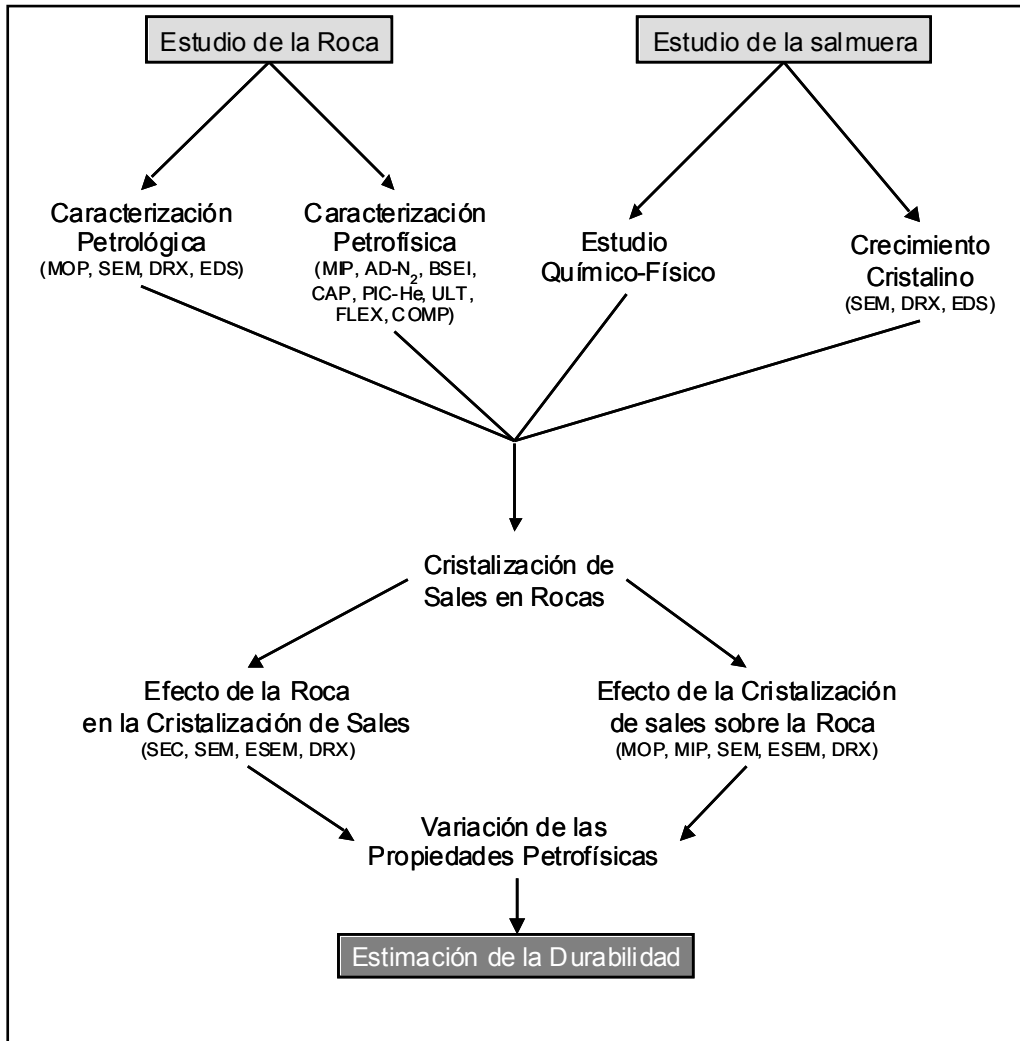 Estudio de la Roca
Estudio de la salmuera
Caracterización
Petrológica
(MOP, SEM, DRX, EDS)
Caracterización
Petrofísica
(MIP, AD-N2, BSEI,
CAP, PIC-He, ULT,
FLEX, COMP)
Estudio
Químico-Físico
Crecimiento
Cristalino
(SEM, DRX, EDS)
Cristalización de
Sales en Rocas
Efecto de la Roca
en la Cristalización de Sales
(SEC, SEM, ESEM, DRX)
Efecto de la Cristalización
de sales sobre la Roca
(MOP, MIP, SEM, ESEM, DRX)
Variación de las
Propiedades Petrofísicas
Estimación de la Durabilidad